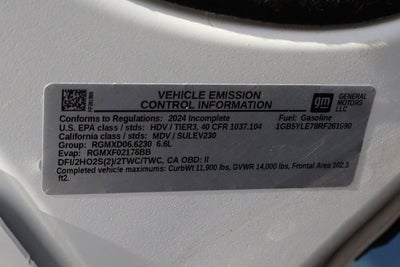 VEHICLE EMISSION
CONTROL INFORMATION
gm
GENERAL
MOTORS
LLC
Conforms to Regulations: 2024 Incomplete
Fuel: Gasoline
U.S. EPA class / stds: HDV / TIER3, 40 CFR 1037.104
1GB5YLE78RF261G90
California class / stds: MDV / SULEV230
Group: RGMXD06.6230 6.6L
Evap: RGMXF02176BB
DFI/2HO2S(2)/2TWC/TWC, CA OBD: II
Completed vehicle maximums: CurbWt 11,900 lbs, GVWR 14,000 lbs, Frontal Area 102.3
ft2.